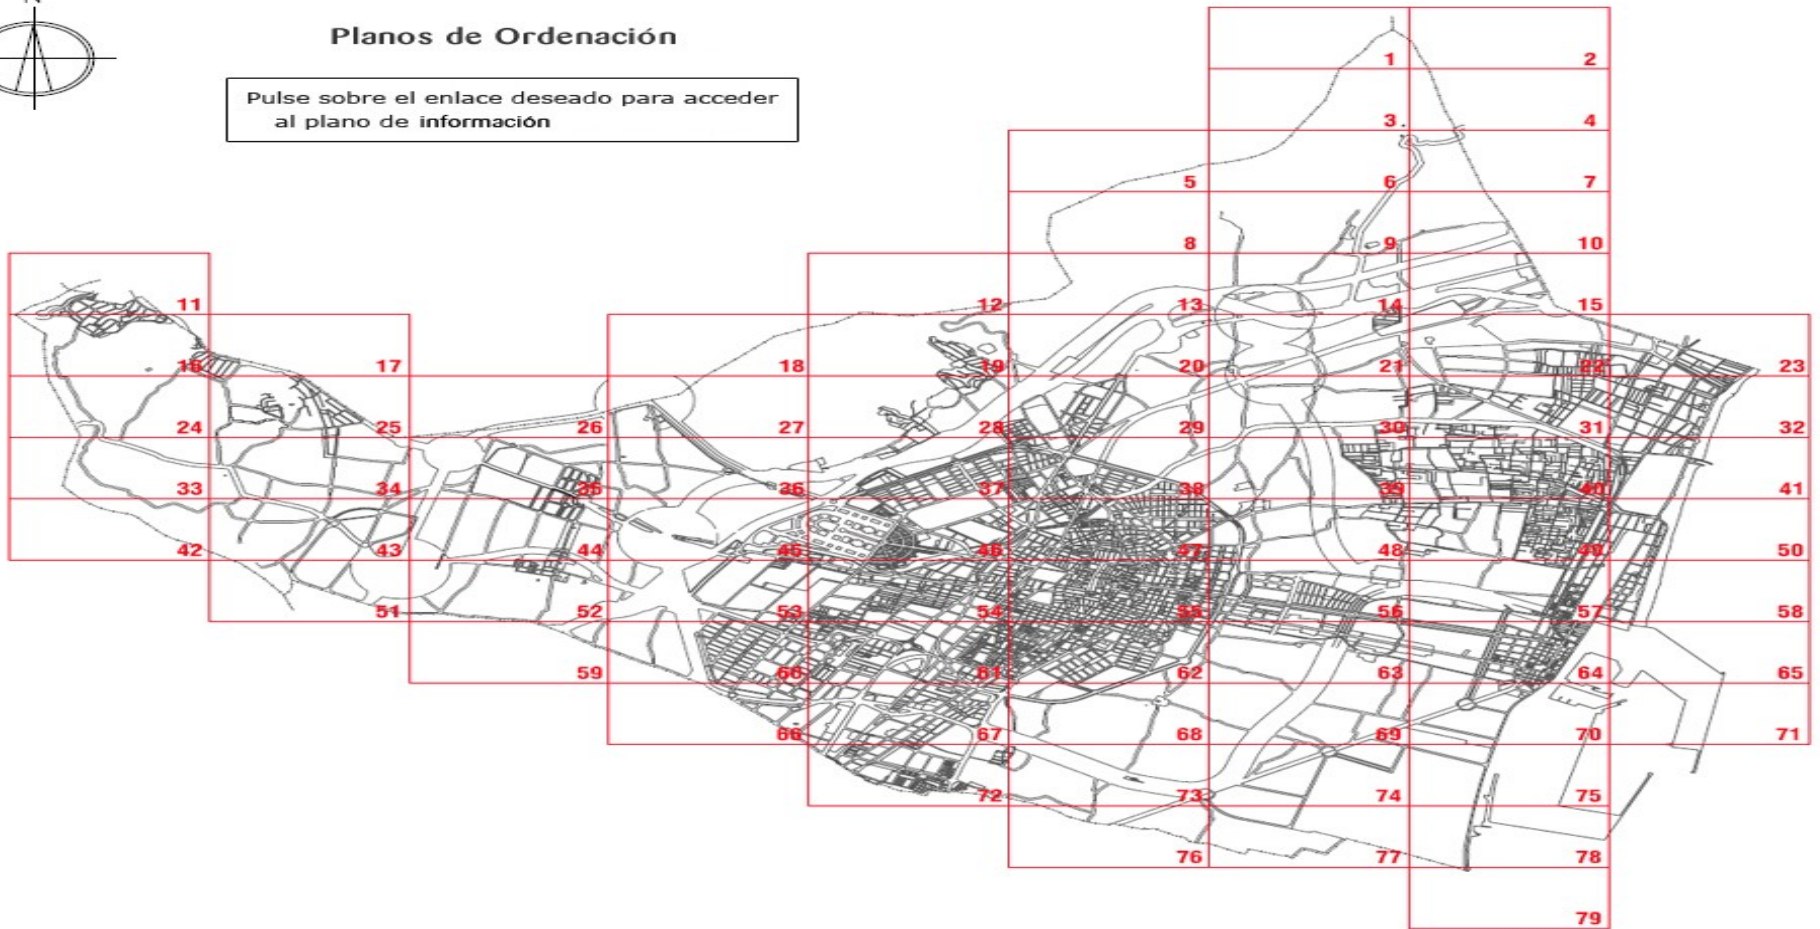 N
Planos de Ordenación
Pulse sobre el enlace deseado para acceder
al plano de información
1 2
3 4
5 6 7
8 9 10
11 12 13 14 15
16 17 18 19 20 21 22 23
24 25 26 27 28 29 30 31 32
33 34 35 36 37 38 39 40 41
42 43 44 45 46 47 48 49 50
51 52 53 54 55 56 57 58
59 60 61 62 63 64 65
66 67 68 69 70 71
72 73 74 75
76 77 78
79